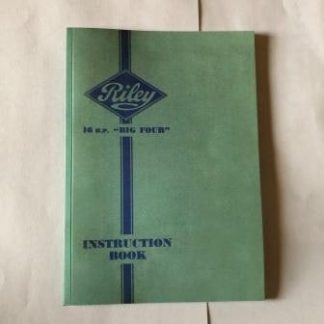 Riley
16 H.P. "BIG FOUR"
INSTRUCTION
BOOK